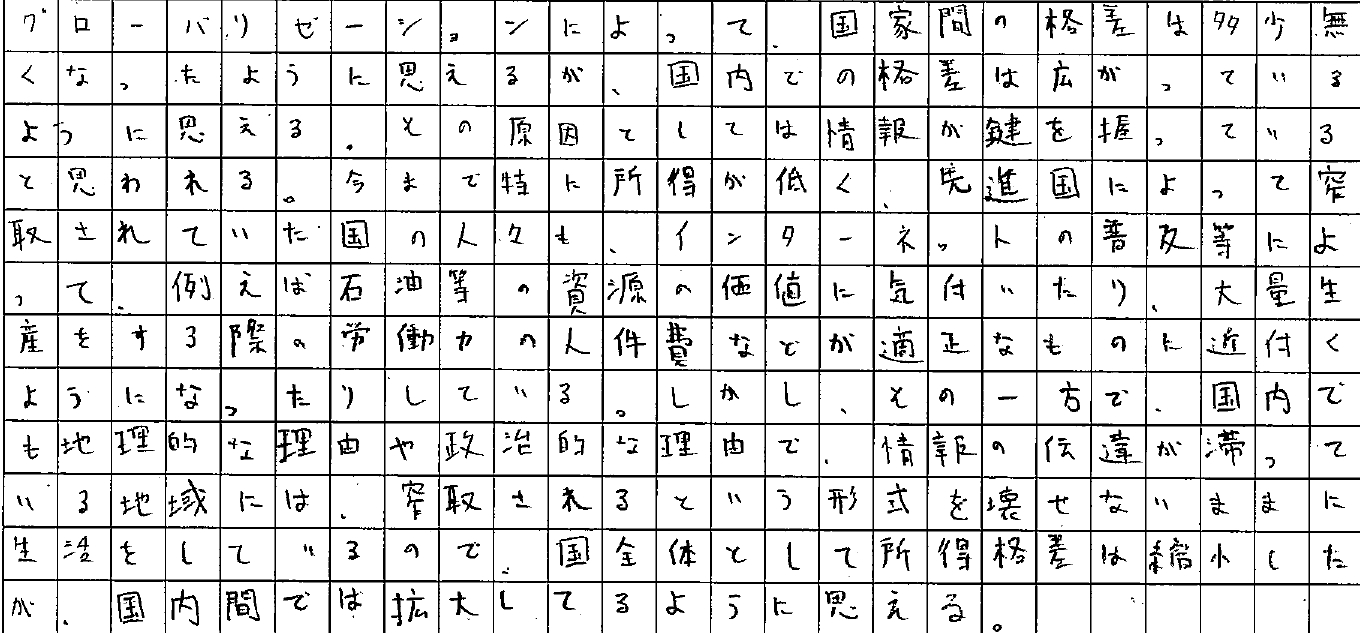 グローバリゼーションによって、国家間の格差は多少無
くなったように思えるが、国内での格差は広がっている
ように思える。その原因としては情報が鍵を握っている
と思われる。今まで特に所得が低く、先進国によって窄
取されていた国の人々も、インターネットの普及等によ
って、例えば石油等の資源の価値に気付いたり、大量生
産をする際の労働力の人件費などが適正なものに近付く
ようになったりしている。しかし、その一方で、国内で
も地理的な理由や政治的な理由で、情報の伝達が滞って
いる地域には、窄取されるという形式を壊せないままに
生活をしているので、国全体として所得格差は縮小した
が、国内間では拡大してるように思える。